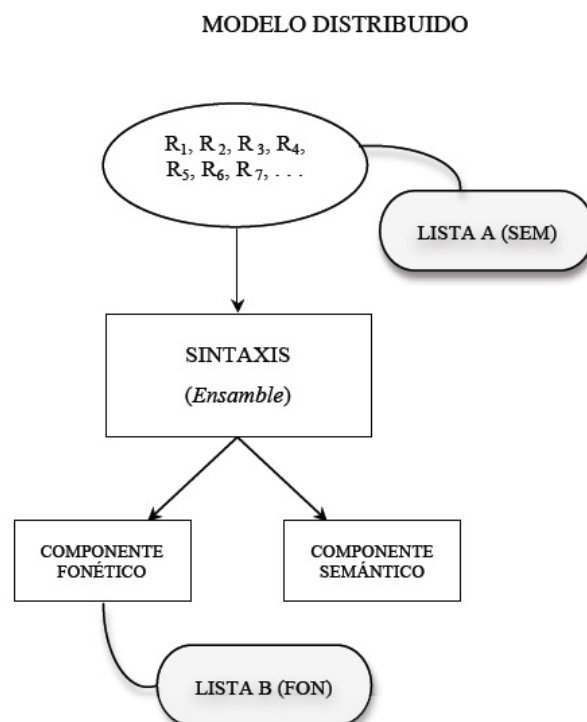 MODELO DISTRIBUIDO
R₁, R₂, R₃, R₄,
R₅, R₆, R₇, . . .
LISTA A (SEM)
SINTAXIS
(Ensamble)
COMPONENTE
FONÉTICO
COMPONENTE
SEMÁNTICO
LISTA B (FON)